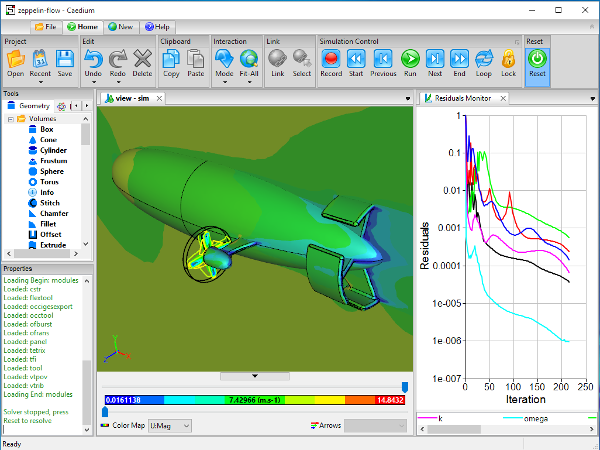 zeppelin-flow - Caedium
File Home New Help
Project Edit Clipboard Interaction Link Simulation Control Reset
Open Recent Save Undo Redo Delete Copy Paste Mode Fit-All Link Select Record Start Previous Run Next End Loop Lock Reset
Tools
Geometry
Volumes
Box
Cone
Cylinder
Frustum
Sphere
Torus
Info
Stitch
Chamfer
Fillet
Offset
Extrude
Properties
Loading Begin: modules
Loaded: cstr
Loaded: flextool
Loaded: occigesexport
Loaded: occtool
Loaded: ofburst
Loaded: ofrans
Loaded: panel
Loaded: tetrix
Loaded: tfi
Loaded: tool
Loaded: vtpov
Loaded: vtrib
Loading End: modules
Solver stopped, press
Reset to resolve
view - sim
Y
X
0.0161138 7.42966 (m.s-1) 14.8432
Color Map U:Mag Arrows
Residuals Monitor
Residuals
1
0.1
0.01
0.001
0.0001
1e-005
1e-006
1e-007
0 50 100 150 200 250
Iteration
k omega
Ready